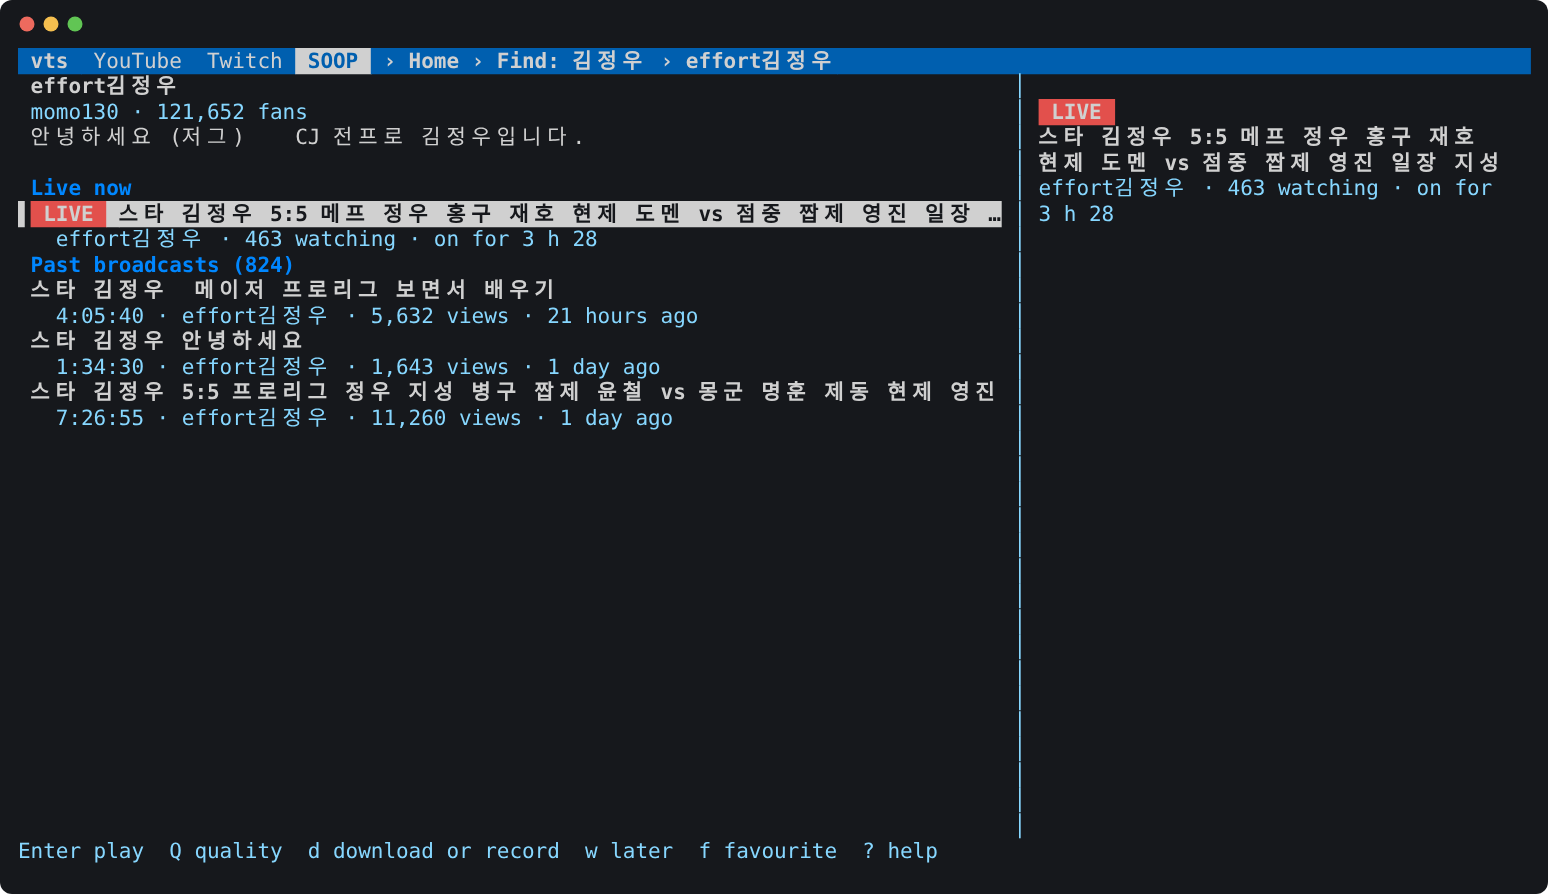 vts YouTube Twitch SOOP › Home › Find: 김정우 › effort김정우
effort김정우
momo130 · 121,652 fans
안녕하세요 (저그) CJ 전프로 김정우입니다.
Live now
LIVE 스타 김정우 5:5 메프 정우 홍구 재호 현제 도멘 vs 점중 짭제 영진 일장 …
effort김정우 · 463 watching · on for 3 h 28
Past broadcasts (824)
스타 김정우 메이저 프로리그 보면서 배우기
4:05:40 · effort김정우 · 5,632 views · 21 hours ago
스타 김정우 안녕하세요
1:34:30 · effort김정우 · 1,643 views · 1 day ago
스타 김정우 5:5 프로리그 정우 지성 병구 짭제 윤철 vs 몽군 명훈 제동 현제 영진
7:26:55 · effort김정우 · 11,260 views · 1 day ago
LIVE
스타 김정우 5:5 메프 정우 홍구 재호
현제 도멘 vs 점중 짭제 영진 일장 지성
effort김정우 · 463 watching · on for
3 h 28
Enter play Q quality d download or record w later f favourite ? help